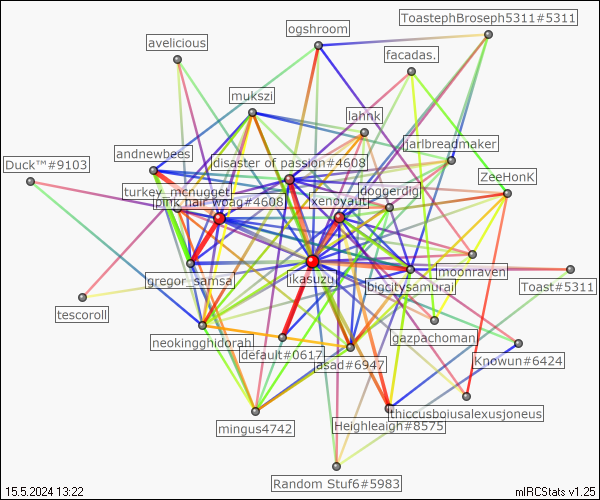 ToastephBroseph5311#5311
ogshroom
avelicious
facadas.
mukszi
lahnk
jarlbreadmaker
andnewbees
disaster of passion#4608
Duck™#9103
ZeeHonK
turkey_mcnugget
doggerdig
pink hair woag#4608
xenoyauti
moonraven
gregor_samsa
ikasuzu
bigcitysamurai
Toast#5311
tescoroll
neokingghidorah
gazpachoman
default#0617
asad#6947
Knowun#6424
thiccusboiusalexusjoneus
mingus4742
Heighleaigh#8575
Random Stuf6#5983
15.5.2024 13:22
mIRCStats v1.25